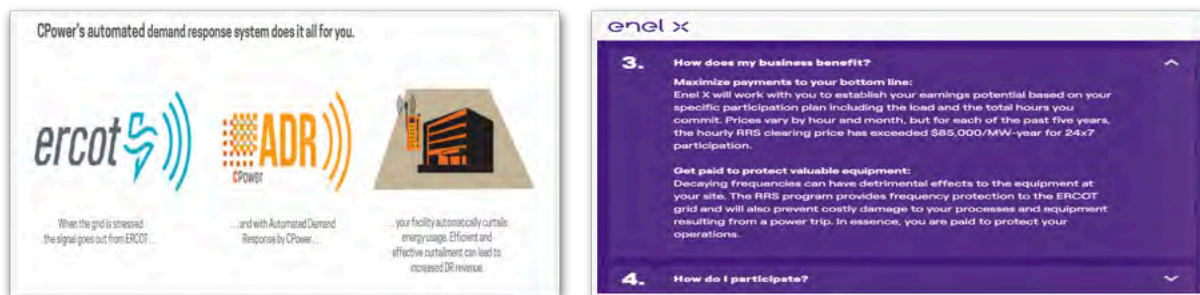 CPower's automated demand response system does it all for you.
ercot
ADR
CPower
When the grid is stressed
the signal goes out from ERCOT...
...and with Automated Demand
Response by CPower...
...your facility automatically curtails
energy usage. Efficient and
effective curtailment can lead to
increased DR revenue.
enel x
3. How does my business benefit?
Maximize payments to your bottom line:
Enel X will work with you to establish your earnings potential based on your
specific participation plan including the load and the total hours you
commit. Prices vary by hour and month, but for each of the past five years,
the hourly RRS clearing price has exceeded $85,000/MW-year for 24x7
participation.
Get paid to protect valuable equipment:
Decaying frequencies can have detrimental effects to the equipment at
your site. The RRS program provides frequency protection to the ERCOT
grid and will also prevent costly damage to your processes and equipment
resulting from a power trip. In essence, you are paid to protect your
operations.
4. How do I participate?